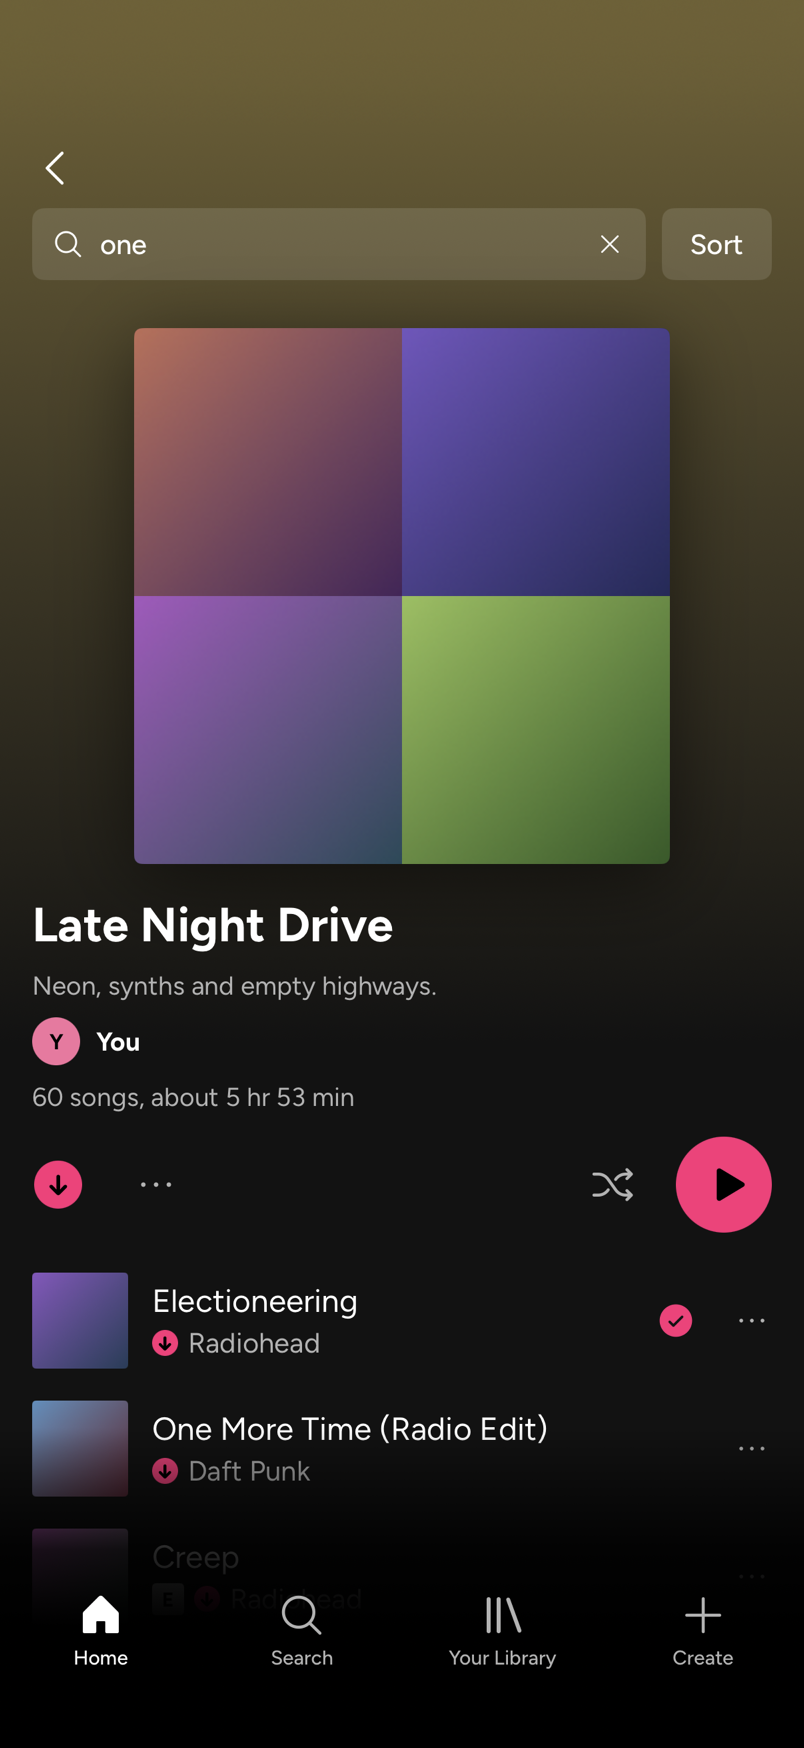 one
Sort
Late Night Drive
Neon, synths and empty highways.
Y
You
60 songs, about 5 hr 53 min
Electioneering
Radiohead
One More Time (Radio Edit)
Daft Punk
Creep
E Radiohead
Home
Search
Your Library
Create